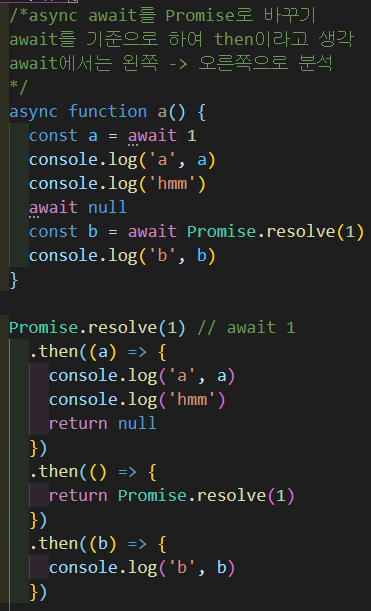 /*async await를 Promise로 바꾸기
await를 기준으로 하여 then이라고 생각
await에서는 왼쪽 -> 오른쪽으로 분석
*/
async function a() {
  const a = await 1
  console.log('a', a)
  console.log('hmm')
  await null
  const b = await Promise.resolve(1)
  console.log('b', b)
}

Promise.resolve(1) // await 1
  .then((a) => {
    console.log('a', a)
    console.log('hmm')
    return null
  })
  .then(() => {
    return Promise.resolve(1)
  })
  .then((b) => {
    console.log('b', b)
  })